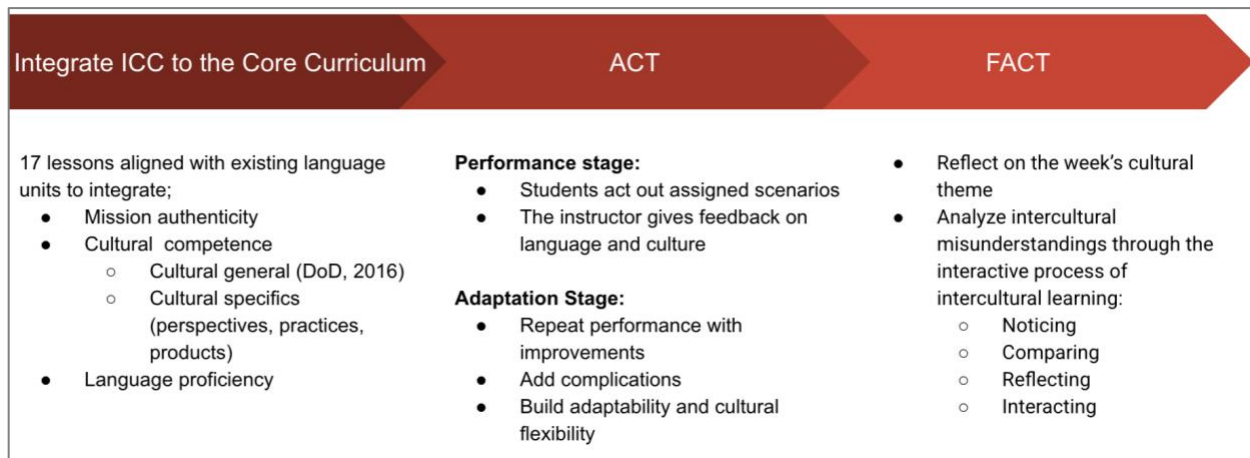 Integrate ICC to the Core Curriculum
ACT
FACT
17 lessons aligned with existing language
units to integrate;
● Mission authenticity
● Cultural competence
○ Cultural general (DoD, 2016)
○ Cultural specifics
(perspectives, practices,
products)
● Language proficiency
Performance stage:
● Students act out assigned scenarios
● The instructor gives feedback on
language and culture
Adaptation Stage:
● Repeat performance with
improvements
● Add complications
● Build adaptability and cultural
flexibility
● Reflect on the week's cultural
theme
● Analyze intercultural
misunderstandings through the
interactive process of
intercultural learning:
○ Noticing
○ Comparing
○ Reflecting
○ Interacting